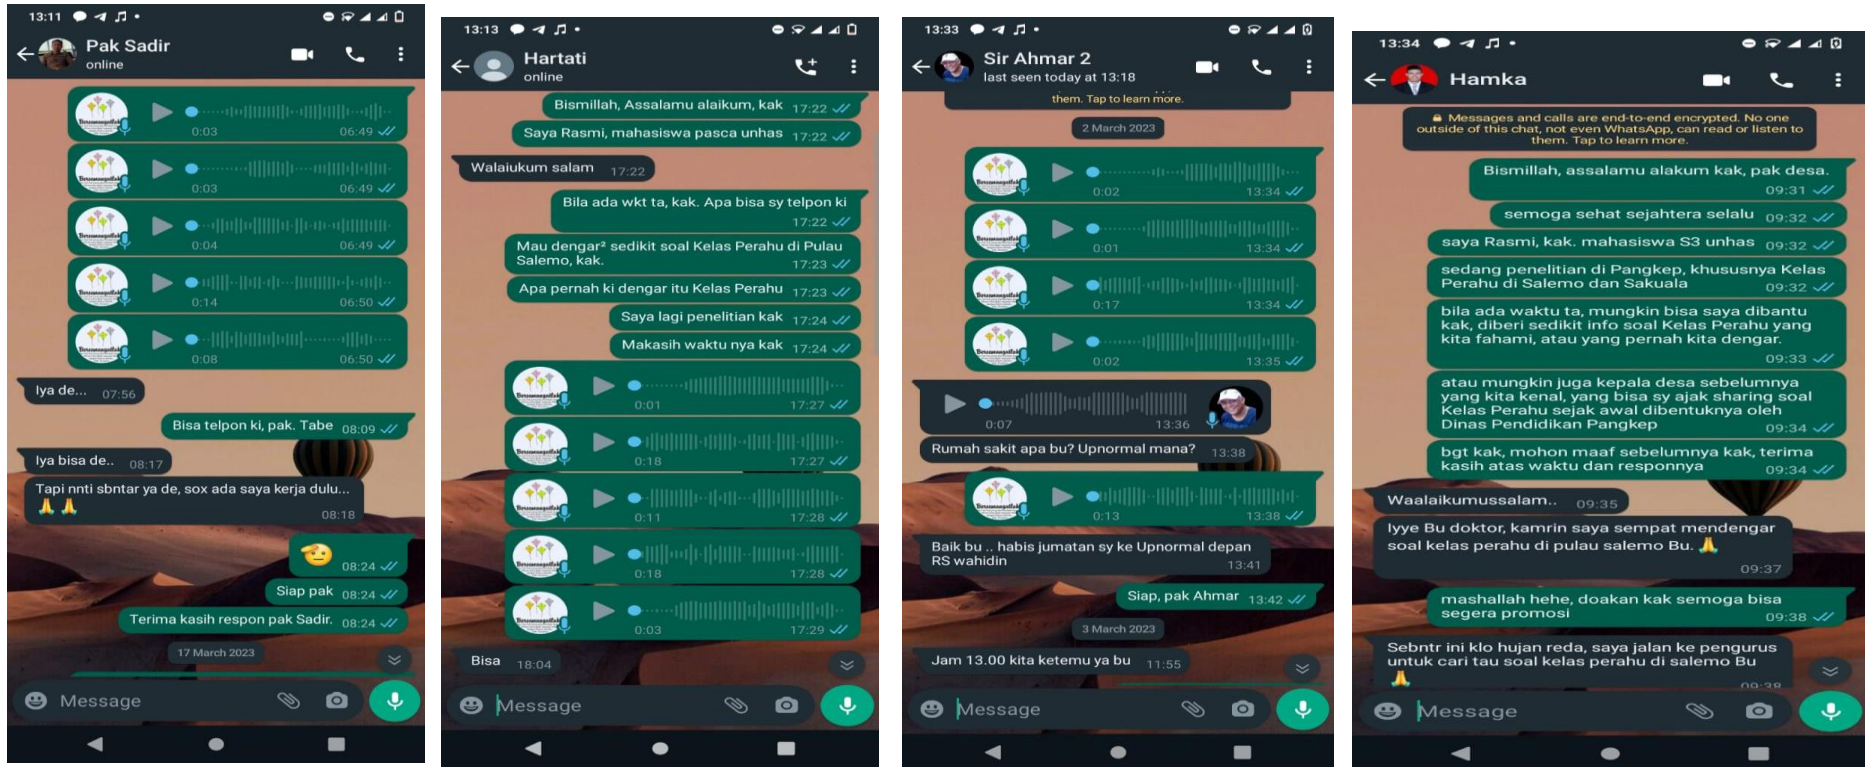 13:11
Pak Sadir
online
0:03 06:49
0:03 06:49
0:04 06:49
0:14 06:50
0:08 06:50
Iya de... 07:56
Bisa telpon ki, pak. Tabe 08:09
Iya bisa de.. 08:17
Tapi nnti sbntar ya de, sox ada saya kerja dulu...
08:18
08:24
Siap pak 08:24
Terima kasih respon pak Sadir. 08:24
17 March 2023
Message
13:13
Hartati
online
Bismillah, Assalamu alaikum, kak 17:22
Saya Rasmi, mahasiswa pasca unhas 17:22
Walaiukum salam 17:22
Bila ada wkt ta, kak. Apa bisa sy telpon ki
17:22
Mau dengar² sedikit soal Kelas Perahu di Pulau
Salemo, kak. 17:23
Apa pernah ki dengar itu Kelas Perahu 17:23
Saya lagi penelitian kak 17:24
Makasih waktu nya kak 17:24
0:01 17:27
0:18 17:27
0:11 17:28
0:18 17:28
0:03 17:29
Bisa 18:04
Message
13:33
Sir Ahmar 2
last seen today at 13:18
them. Tap to learn more.
2 March 2023
0:02 13:34
0:01 13:34
0:17 13:34
0:02 13:35
0:07 13:36
Rumah sakit apa bu? Upnormal mana? 13:38
0:13 13:38
Baik bu .. habis jumatan sy ke Upnormal depan
RS wahidin 13:41
Siap, pak Ahmar 13:42
3 March 2023
Jam 13.00 kita ketemu ya bu 11:55
Message
13:34
Hamka
Messages and calls are end-to-end encrypted. No one
outside of this chat, not even WhatsApp, can read or listen to
them. Tap to learn more.
Bismillah, assalamu alakum kak, pak desa.
09:31
semoga sehat sejahtera selalu 09:32
saya Rasmi, kak. mahasiswa S3 unhas 09:32
sedang penelitian di Pangkep, khususnya Kelas
Perahu di Salemo dan Sakuala 09:32
bila ada waktu ta, mungkin bisa saya dibantu
kak, diberi sedikit info soal Kelas Perahu yang
kita fahami, atau yang pernah kita dengar.
09:33
atau mungkin juga kepala desa sebelumnya
yang kita kenal, yang bisa sy ajak sharing soal
Kelas Perahu sejak awal dibentuknya oleh
Dinas Pendidikan Pangkep 09:34
bgt kak, mohon maaf sebelumnya kak, terima
kasih atas waktu dan responnya 09:34
Waalaikumussalam.. 09:35
Iyye Bu doktor, kamrin saya sempat mendengar
soal kelas perahu di pulau salemo Bu. 🙏
09:37
mashallah hehe, doakan kak semoga bisa
segera promosi 09:38
Sebntr ini klo hujan reda, saya jalan ke pengurus
untuk cari tau soal kelas perahu di salemo Bu
🙏 09:38
Message